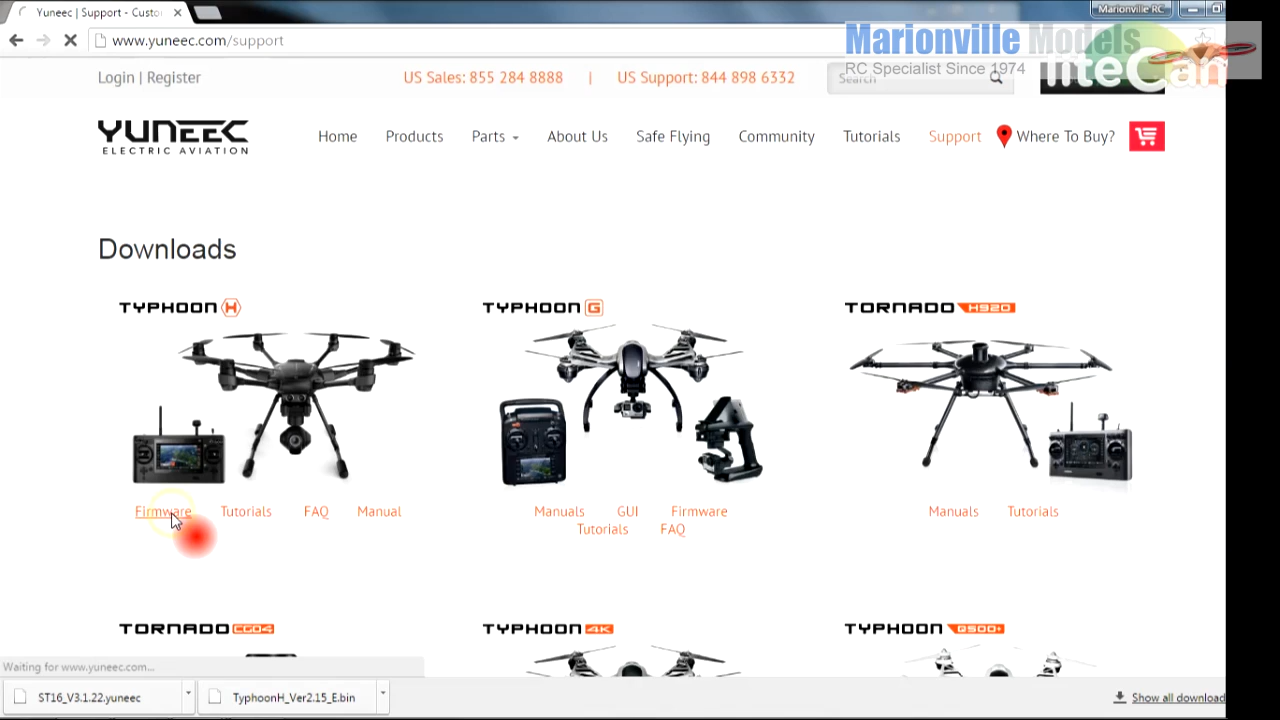 Yuneec | Support - Custo
Marionville RC
www.yuneec.com/support
Marionville Models
RC Specialist Since 1974
Login | Register
US Sales: 855 284 8888 | US Support: 844 898 6332
Search
YUNEEC
ELECTRIC AVIATION
Home
Products
Parts
About Us
Safe Flying
Community
Tutorials
Support
Where To Buy?
Downloads
TYPHOON H
TYPHOON G
TORNADO H920
Firmware Tutorials FAQ Manual
Manuals GUI Firmware
Tutorials FAQ
Manuals Tutorials
TORNADO CGO4
TYPHOON 4K
TYPHOON Q500+
Waiting for www.yuneec.com...
ST16_V3.1.22.yuneec
TyphoonH_Ver2.15_E.bin
Show all download